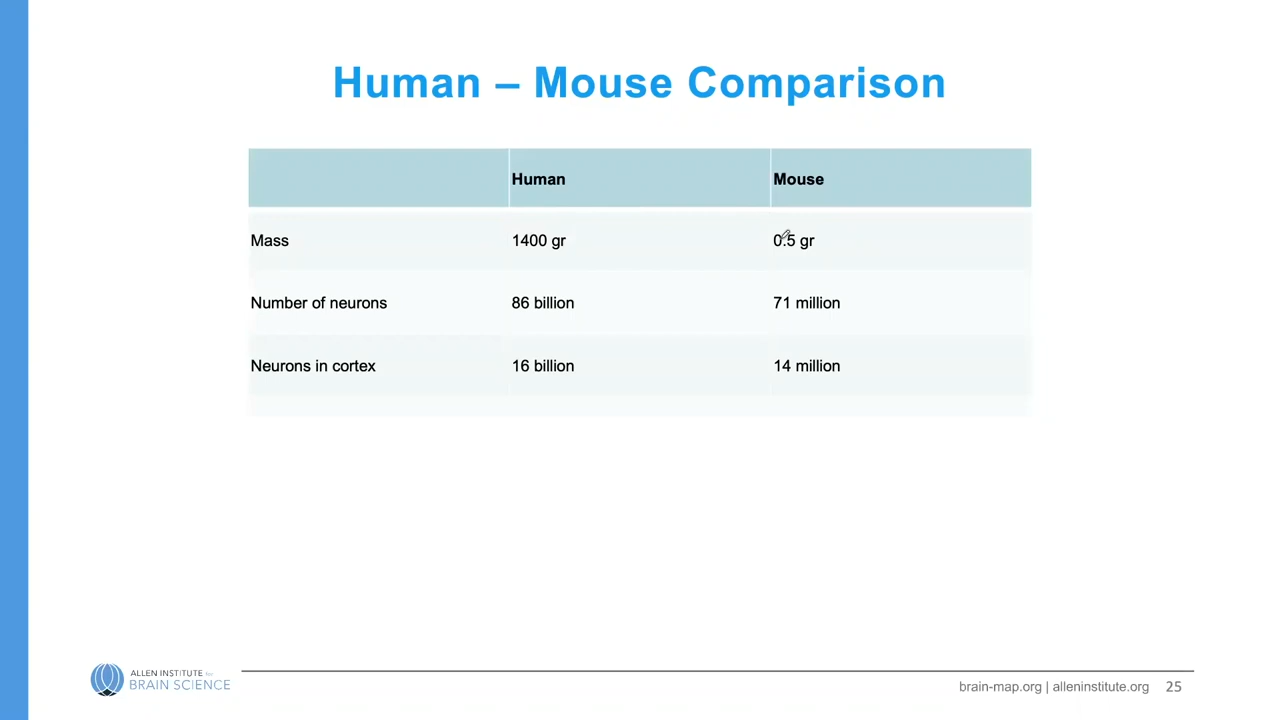 Human – Mouse Comparison
Human Mouse
Mass 1400 gr 0.5 gr
Number of neurons 86 billion 71 million
Neurons in cortex 16 billion 14 million
ALLEN INSTITUTE for
BRAIN SCIENCE
brain-map.org | alleninstitute.org 25